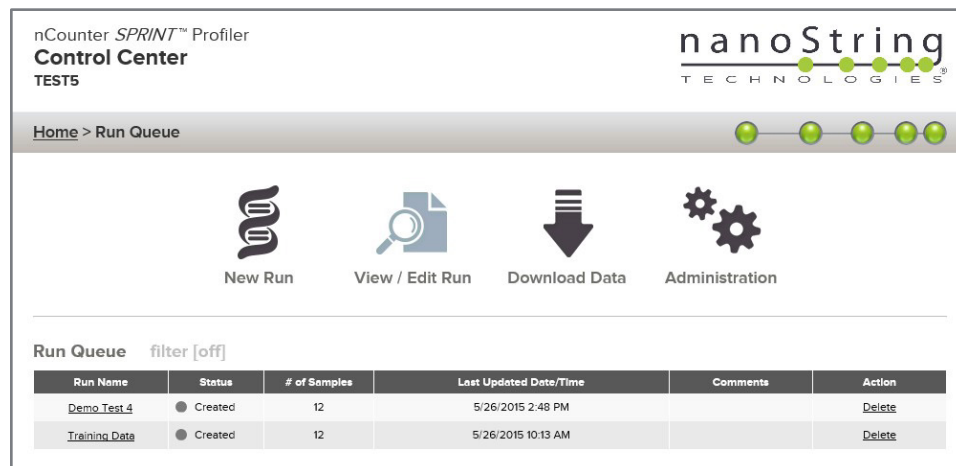 nCounter SPRINT™ Profiler
Control Center
TEST5
nanoString
TECHNOLOGIES®
Home > Run Queue
New Run View / Edit Run Download Data Administration
Run Queue filter [off]
Run Name Status # of Samples Last Updated Date/Time Comments Action
Demo Test 4 Created 12 5/26/2015 2:48 PM Delete
Training Data Created 12 5/26/2015 10:13 AM Delete